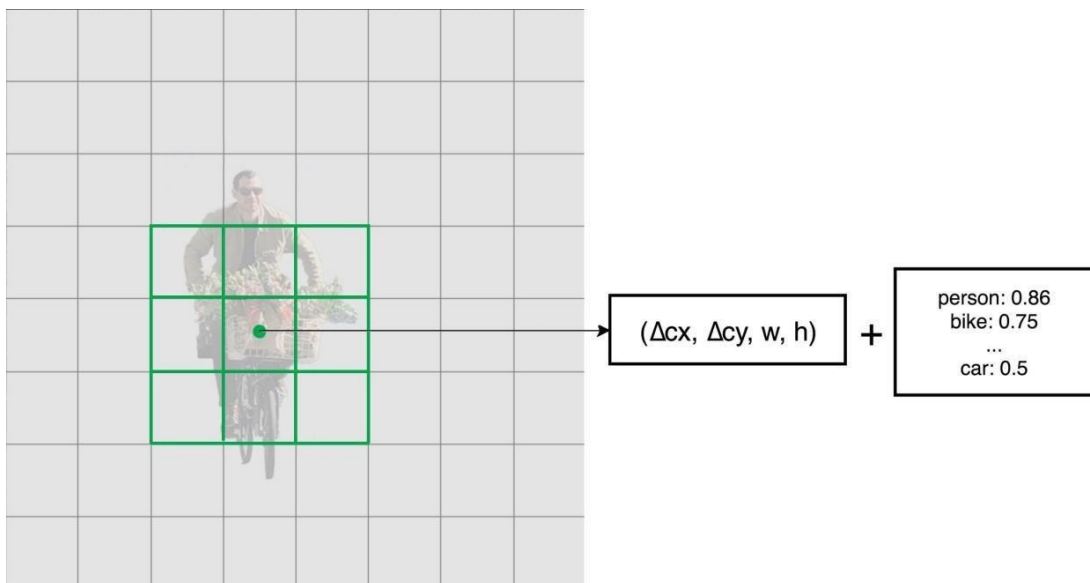 (Δcx, Δcy, w, h)
+
person: 0.86
bike: 0.75
...
car: 0.5